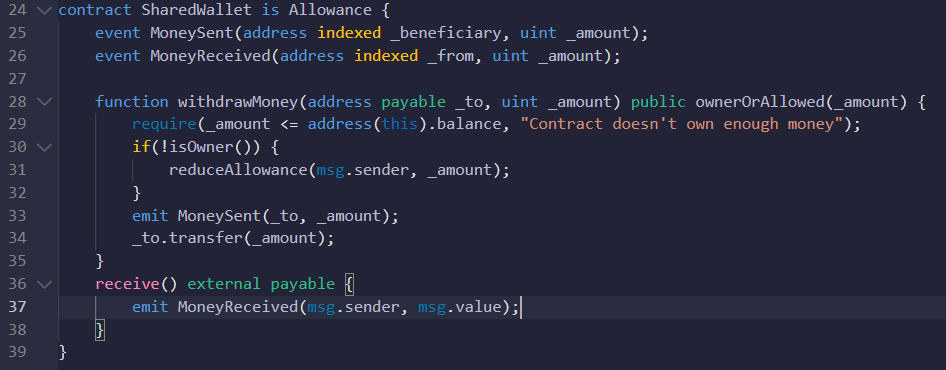 24 contract SharedWallet is Allowance {
25     event MoneySent(address indexed _beneficiary, uint _amount);
26     event MoneyReceived(address indexed _from, uint _amount);
27
28     function withdrawMoney(address payable _to, uint _amount) public ownerOrAllowed(_amount) {
29         require(_amount <= address(this).balance, "Contract doesn't own enough money");
30         if(!isOwner()) {
31             reduceAllowance(msg.sender, _amount);
32         }
33         emit MoneySent(_to, _amount);
34         _to.transfer(_amount);
35     }
36     receive() external payable {
37         emit MoneyReceived(msg.sender, msg.value);
38     }
39 }